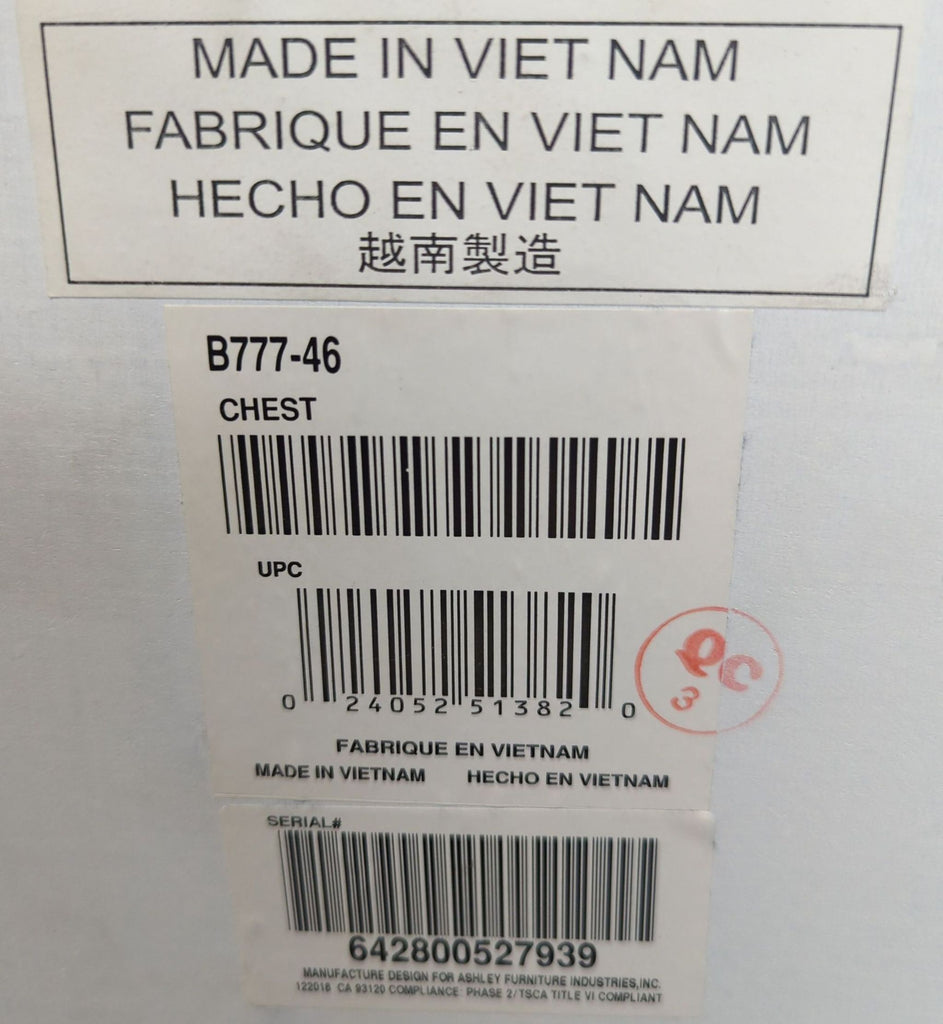 MADE IN VIET NAM
FABRIQUE EN VIET NAM
HECHO EN VIET NAM
越南製造
B777-46
CHEST
UPC
0 24052 51382 0
QC
3
FABRIQUE EN VIETNAM
MADE IN VIETNAM HECHO EN VIETNAM
SERIAL#
642800527939
MANUFACTURE DESIGN FOR ASHLEY FURNITURE INDUSTRIES,INC.
122016 CA 93120 COMPLIANCE: PHASE 2/TSCA TITLE VI COMPLIANT